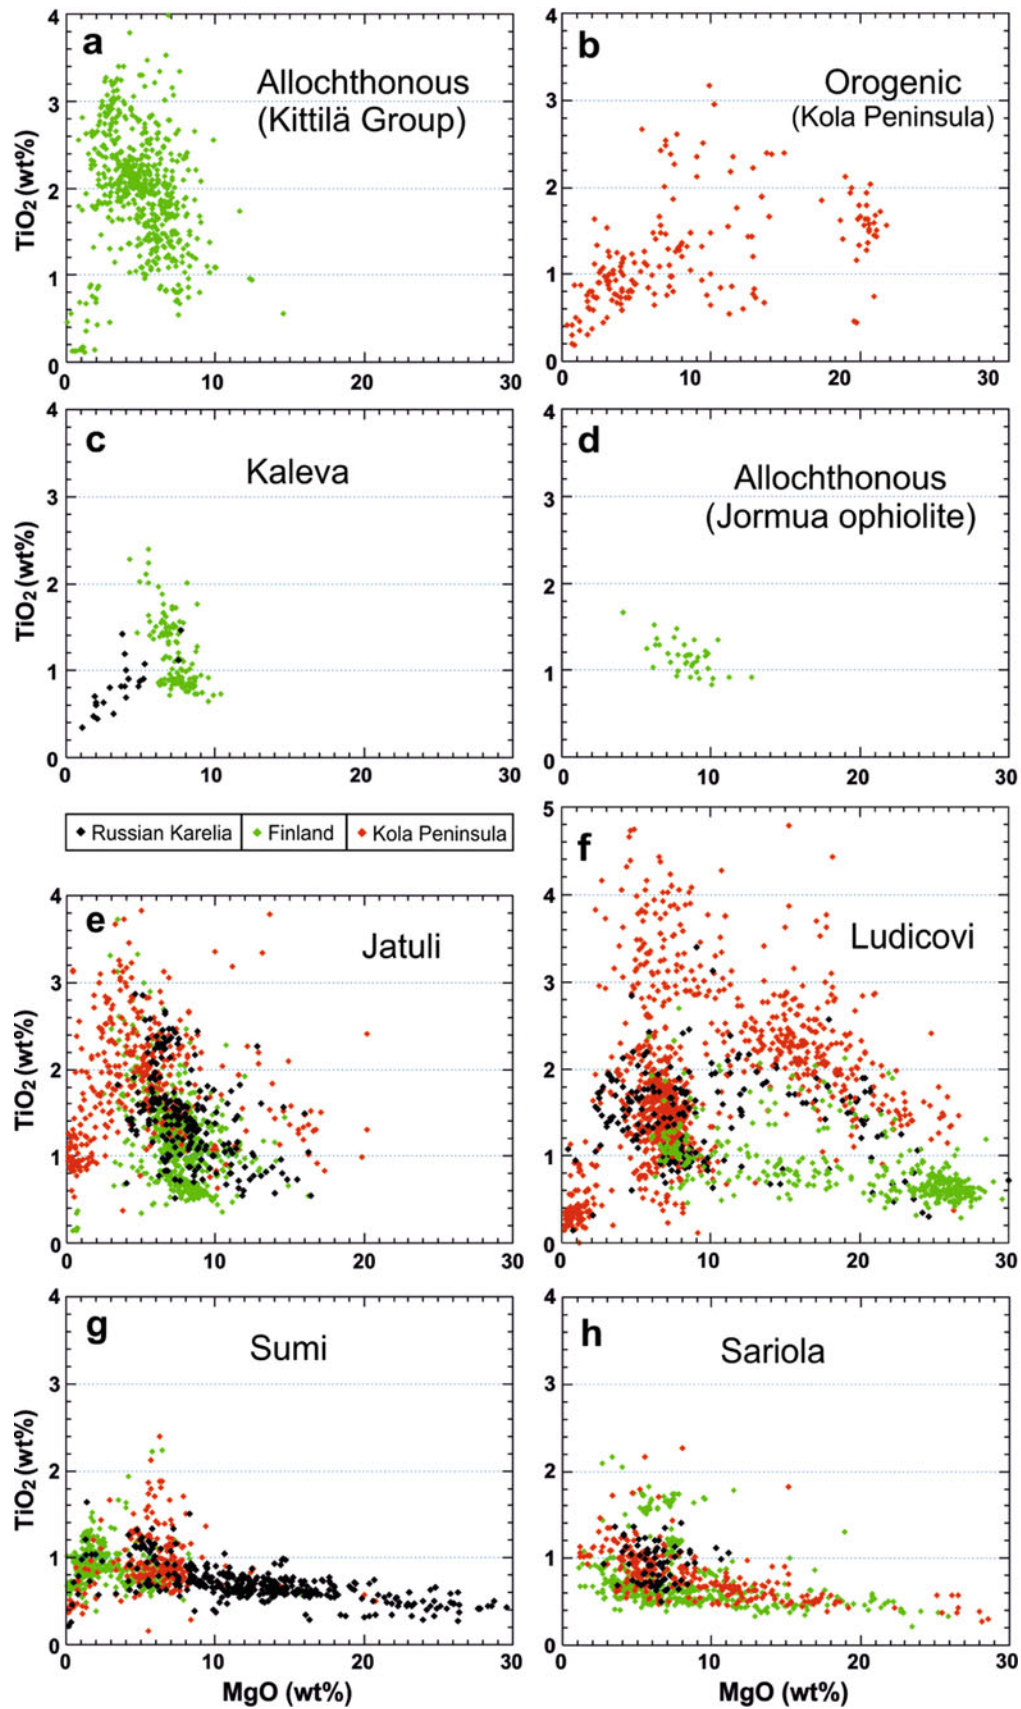 a
Allochthonous
(Kittilä Group)
TiO2 (wt%)
4
3
2
1
0
0
10
20
30
b
Orogenic
(Kola Peninsula)
4
3
2
1
0
0
10
20
30
c
Kaleva
TiO2 (wt%)
4
3
2
1
0
0
10
20
30
d
Allochthonous
(Jormua ophiolite)
4
3
2
1
0
0
10
20
30
Russian Karelia
Finland
Kola Peninsula
e
Jatuli
TiO2 (wt%)
4
3
2
1
0
0
10
20
30
f
Ludicovi
5
4
3
2
1
0
0
10
20
30
g
Sumi
TiO2 (wt%)
4
3
2
1
0
0
10
20
30
MgO (wt%)
h
Sariola
4
3
2
1
0
0
10
20
30
MgO (wt%)